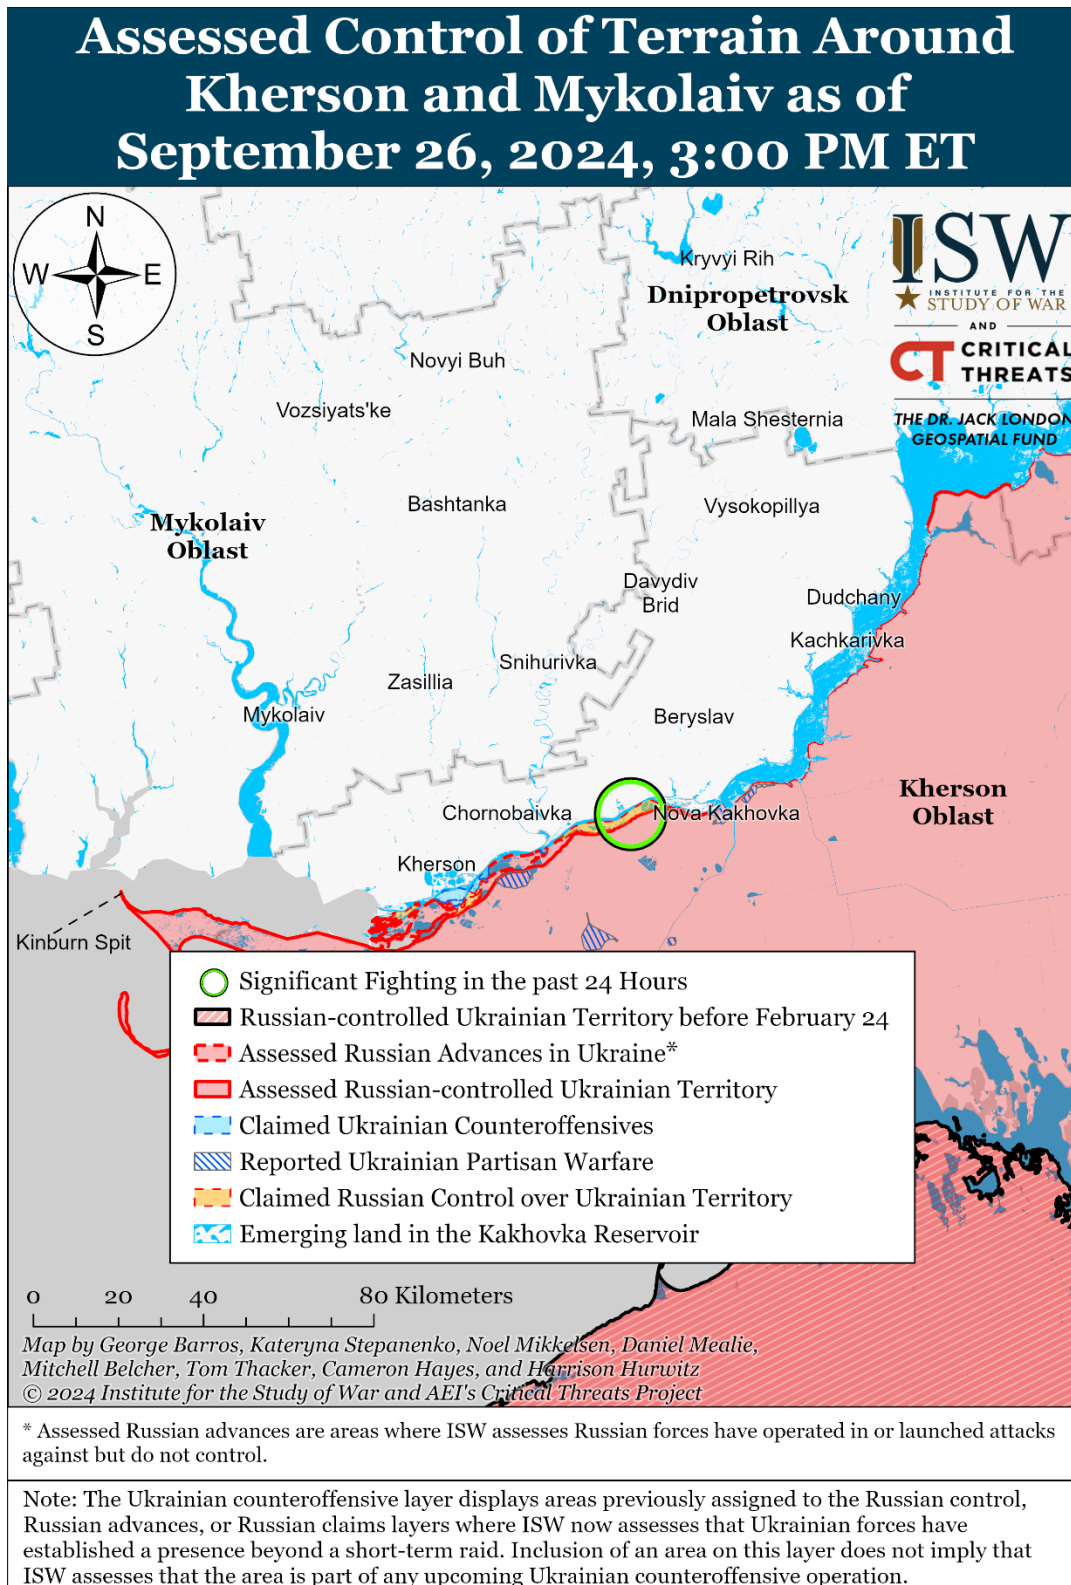 Assessed Control of Terrain Around
Kherson and Mykolaiv as of
September 26, 2024, 3:00 PM ET
N
W E
S
ISW
INSTITUTE FOR THE
STUDY OF WAR
AND
CT CRITICAL
THREATS
THE DR. JACK LONDON
GEOSPATIAL FUND
Kryvyi Rih
Dnipropetrovsk
Oblast
Novyi Buh
Vozsiyats'ke
Mala Shesternia
Bashtanka
Vysokopillya
Mykolaiv
Oblast
Davydiv
Brid
Dudchany
Kachkarivka
Snihurivka
Zasillia
Mykolaiv
Beryslav
Kherson
Oblast
Chornobaivka
Nova Kakhovka
Kherson
Kinburn Spit
Significant Fighting in the past 24 Hours
Russian-controlled Ukrainian Territory before February 24
Assessed Russian Advances in Ukraine*
Assessed Russian-controlled Ukrainian Territory
Claimed Ukrainian Counteroffensives
Reported Ukrainian Partisan Warfare
Claimed Russian Control over Ukrainian Territory
Emerging land in the Kakhovka Reservoir
0 20 40 80 Kilometers
Map by George Barros, Kateryna Stepanenko, Noel Mikkelsen, Daniel Mealie,
Mitchell Belcher, Tom Thacker, Cameron Hayes, and Harrison Hurwitz
© 2024 Institute for the Study of War and AEI's Critical Threats Project
* Assessed Russian advances are areas where ISW assesses Russian forces have operated in or launched attacks
against but do not control.
Note: The Ukrainian counteroffensive layer displays areas previously assigned to the Russian control,
Russian advances, or Russian claims layers where ISW now assesses that Ukrainian forces have
established a presence beyond a short-term raid. Inclusion of an area on this layer does not imply that
ISW assesses that the area is part of any upcoming Ukrainian counteroffensive operation.